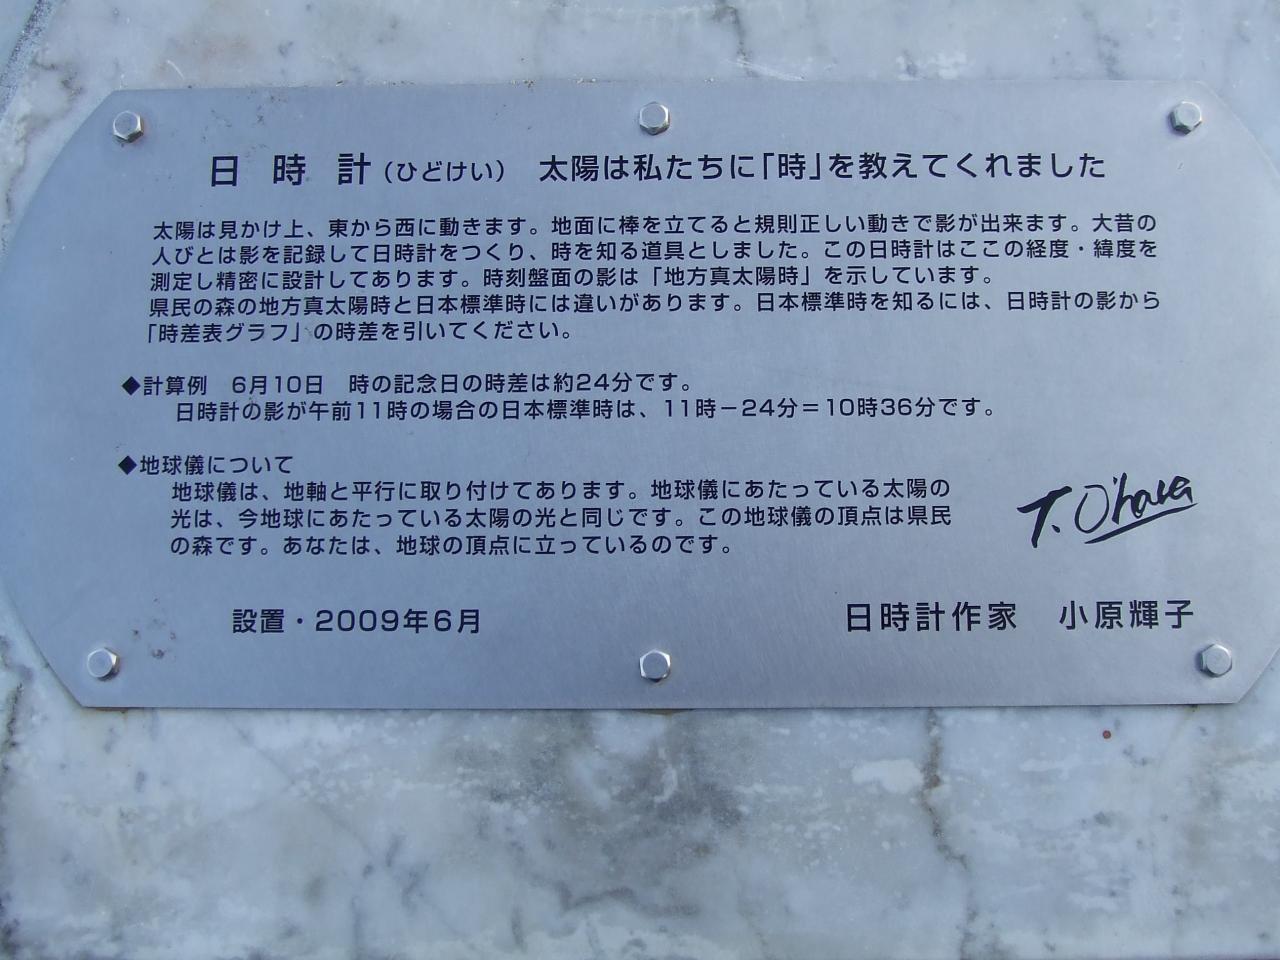 日 時 計（ひどけい） 太陽は私たちに「時」を教えてくれました
太陽は見かけ上、東から西に動きます。地面に棒を立てると規則正しい動きで影が出来ます。大昔の
人びとは影を記録して日時計をつくり、時を知る道具としました。この日時計はここの経度・緯度を
測定し精密に設計してあります。時刻盤面の影は「地方真太陽時」を示しています。
県民の森の地方真太陽時と日本標準時には違いがあります。日本標準時を知るには、日時計の影から
「時差表グラフ」の時差を引いてください。
◆計算例 6月10日 時の記念日の時差は約24分です。
日時計の影が午前11時の場合の日本標準時は、11時－24分＝10時36分です。
◆地球儀について
地球儀は、地軸と平行に取り付けてあります。地球儀にあたっている太陽の
光は、今地球にあたっている太陽の光と同じです。この地球儀の頂点は県民
の森です。あなたは、地球の頂点に立っているのです。
T. O'hara
設置・2009年6月
日時計作家 小原輝子